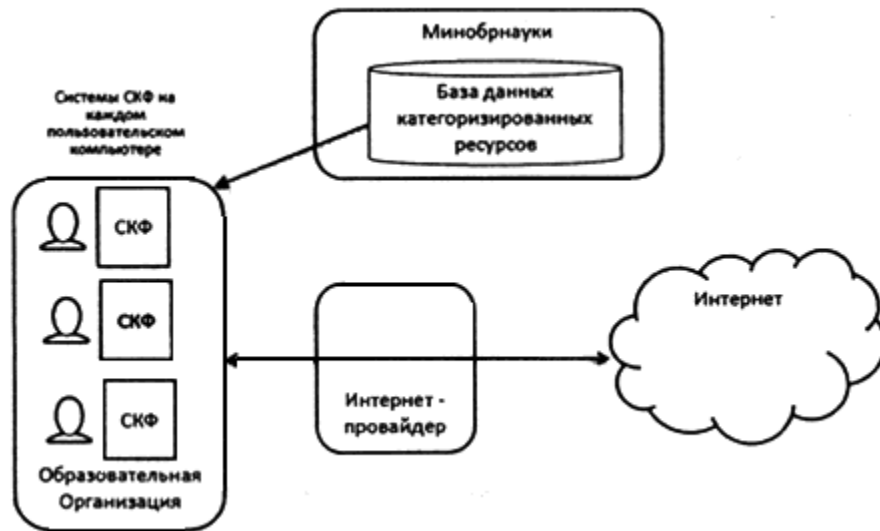 Минобрнауки
База данных
категоризированных
ресурсов
Системы СКФ на
каждом
пользовательском
компьютере
СКФ
СКФ
СКФ
Образовательная
Организация
Интернет -
провайдер
Интернет